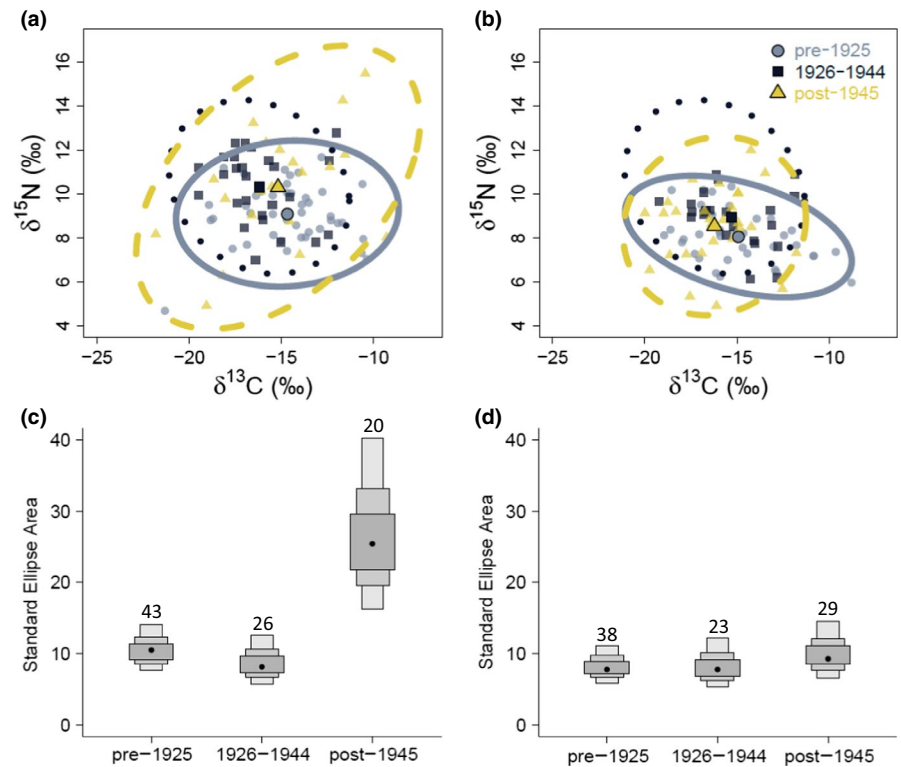 (a)
(b)
16
14
12
10
8
6
4
δ15N (‰)
−25
−20
−15
−10
δ13C (‰)
16
14
12
10
8
6
4
δ15N (‰)
pre−1925
1926−1944
post−1945
−25
−20
−15
−10
δ13C (‰)
(c)
(d)
40
30
20
10
0
Standard Ellipse Area
43
26
20
pre−1925
1926−1944
post−1945
40
30
20
10
0
Standard Ellipse Area
38
23
29
pre−1925
1926−1944
post−1945